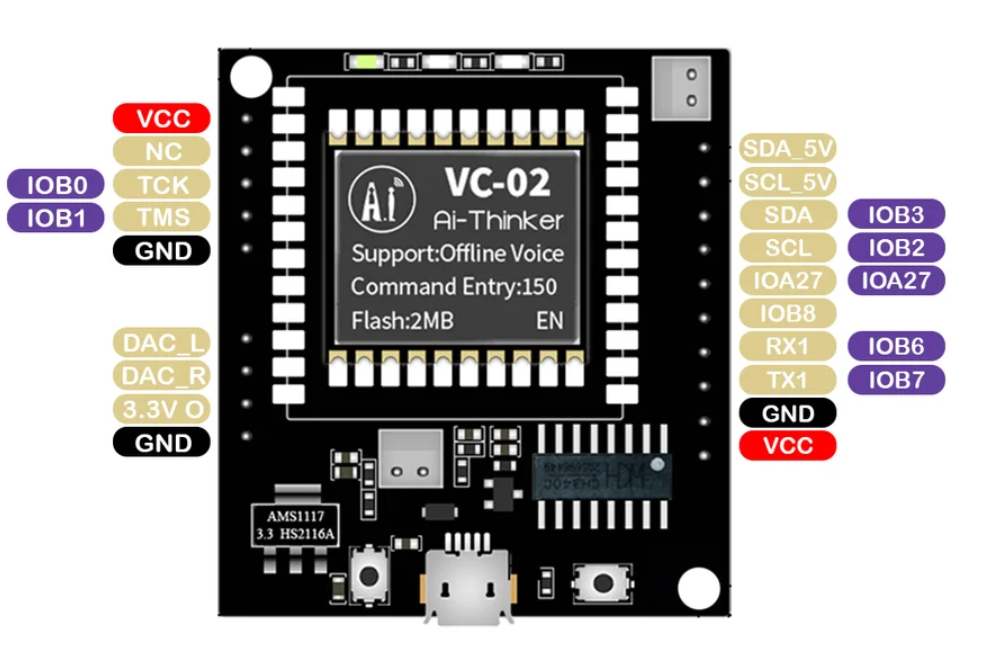 VCC
NC
IOB0 TCK
IOB1 TMS
GND
DAC_L
DAC_R
3.3V O
GND
Ai
VC-02
Ai-Thinker
Support:Offline Voice
Command Entry:150
Flash:2MB EN
AMS1117
3.3 HS2116A
SDA_5V
SCL_5V
SDA IOB3
SCL IOB2
IOA27 IOA27
IOB8
RX1 IOB6
TX1 IOB7
GND
VCC